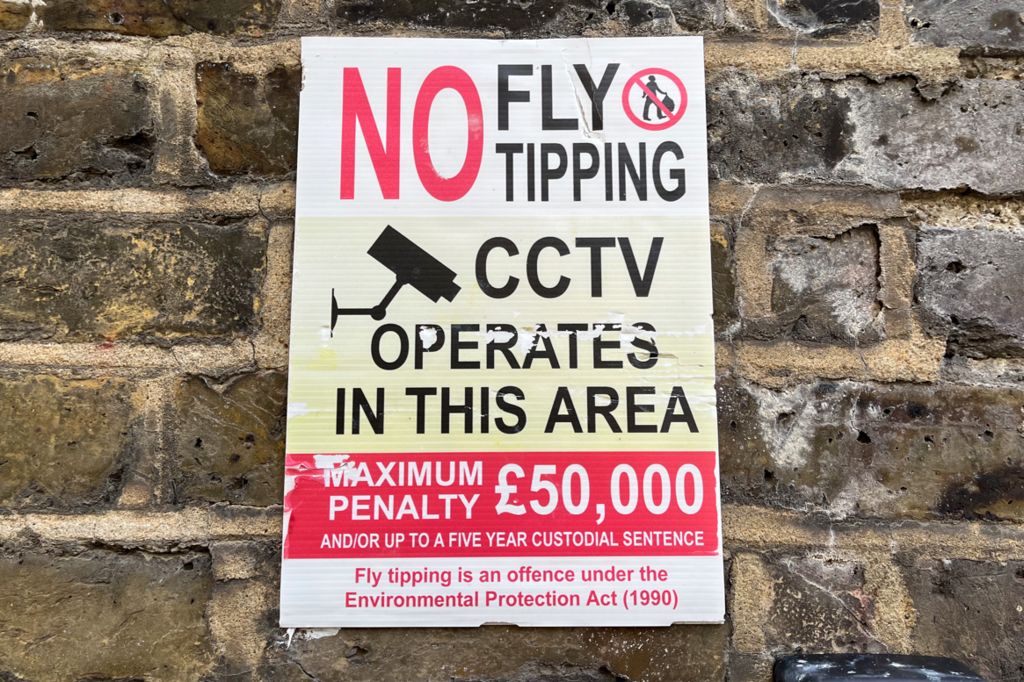 NO FLY
TIPPING
CCTV
OPERATES
IN THIS AREA
MAXIMUM
PENALTY £50,000
AND/OR UP TO A FIVE YEAR CUSTODIAL SENTENCE
Fly tipping is an offence under the
Environmental Protection Act (1990)